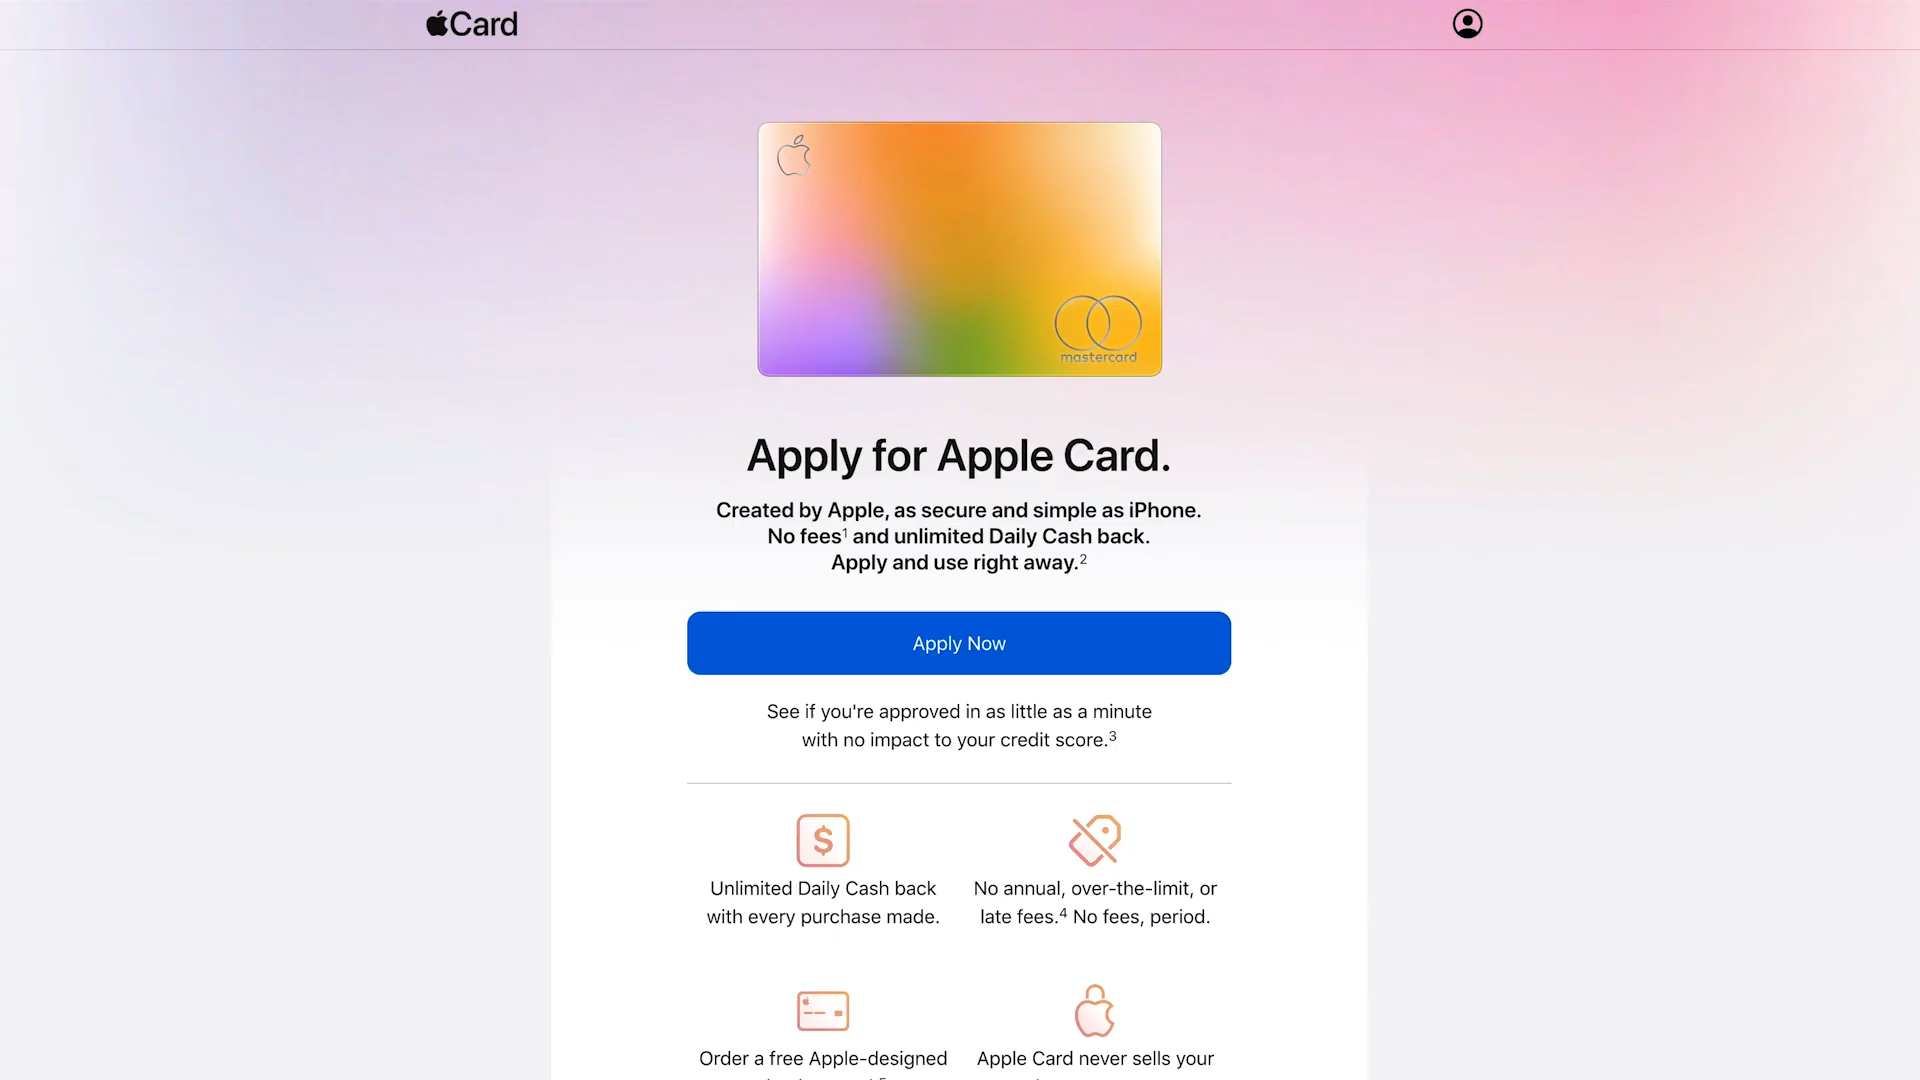 Card
mastercard
Apply for Apple Card.
Created by Apple, as secure and simple as iPhone.
No fees¹ and unlimited Daily Cash back.
Apply and use right away.²
Apply Now
See if you're approved in as little as a minute
with no impact to your credit score.³
$
Unlimited Daily Cash back
with every purchase made.
No annual, over-the-limit, or
late fees.⁴ No fees, period.
Order a free Apple-designed
Apple Card never sells your